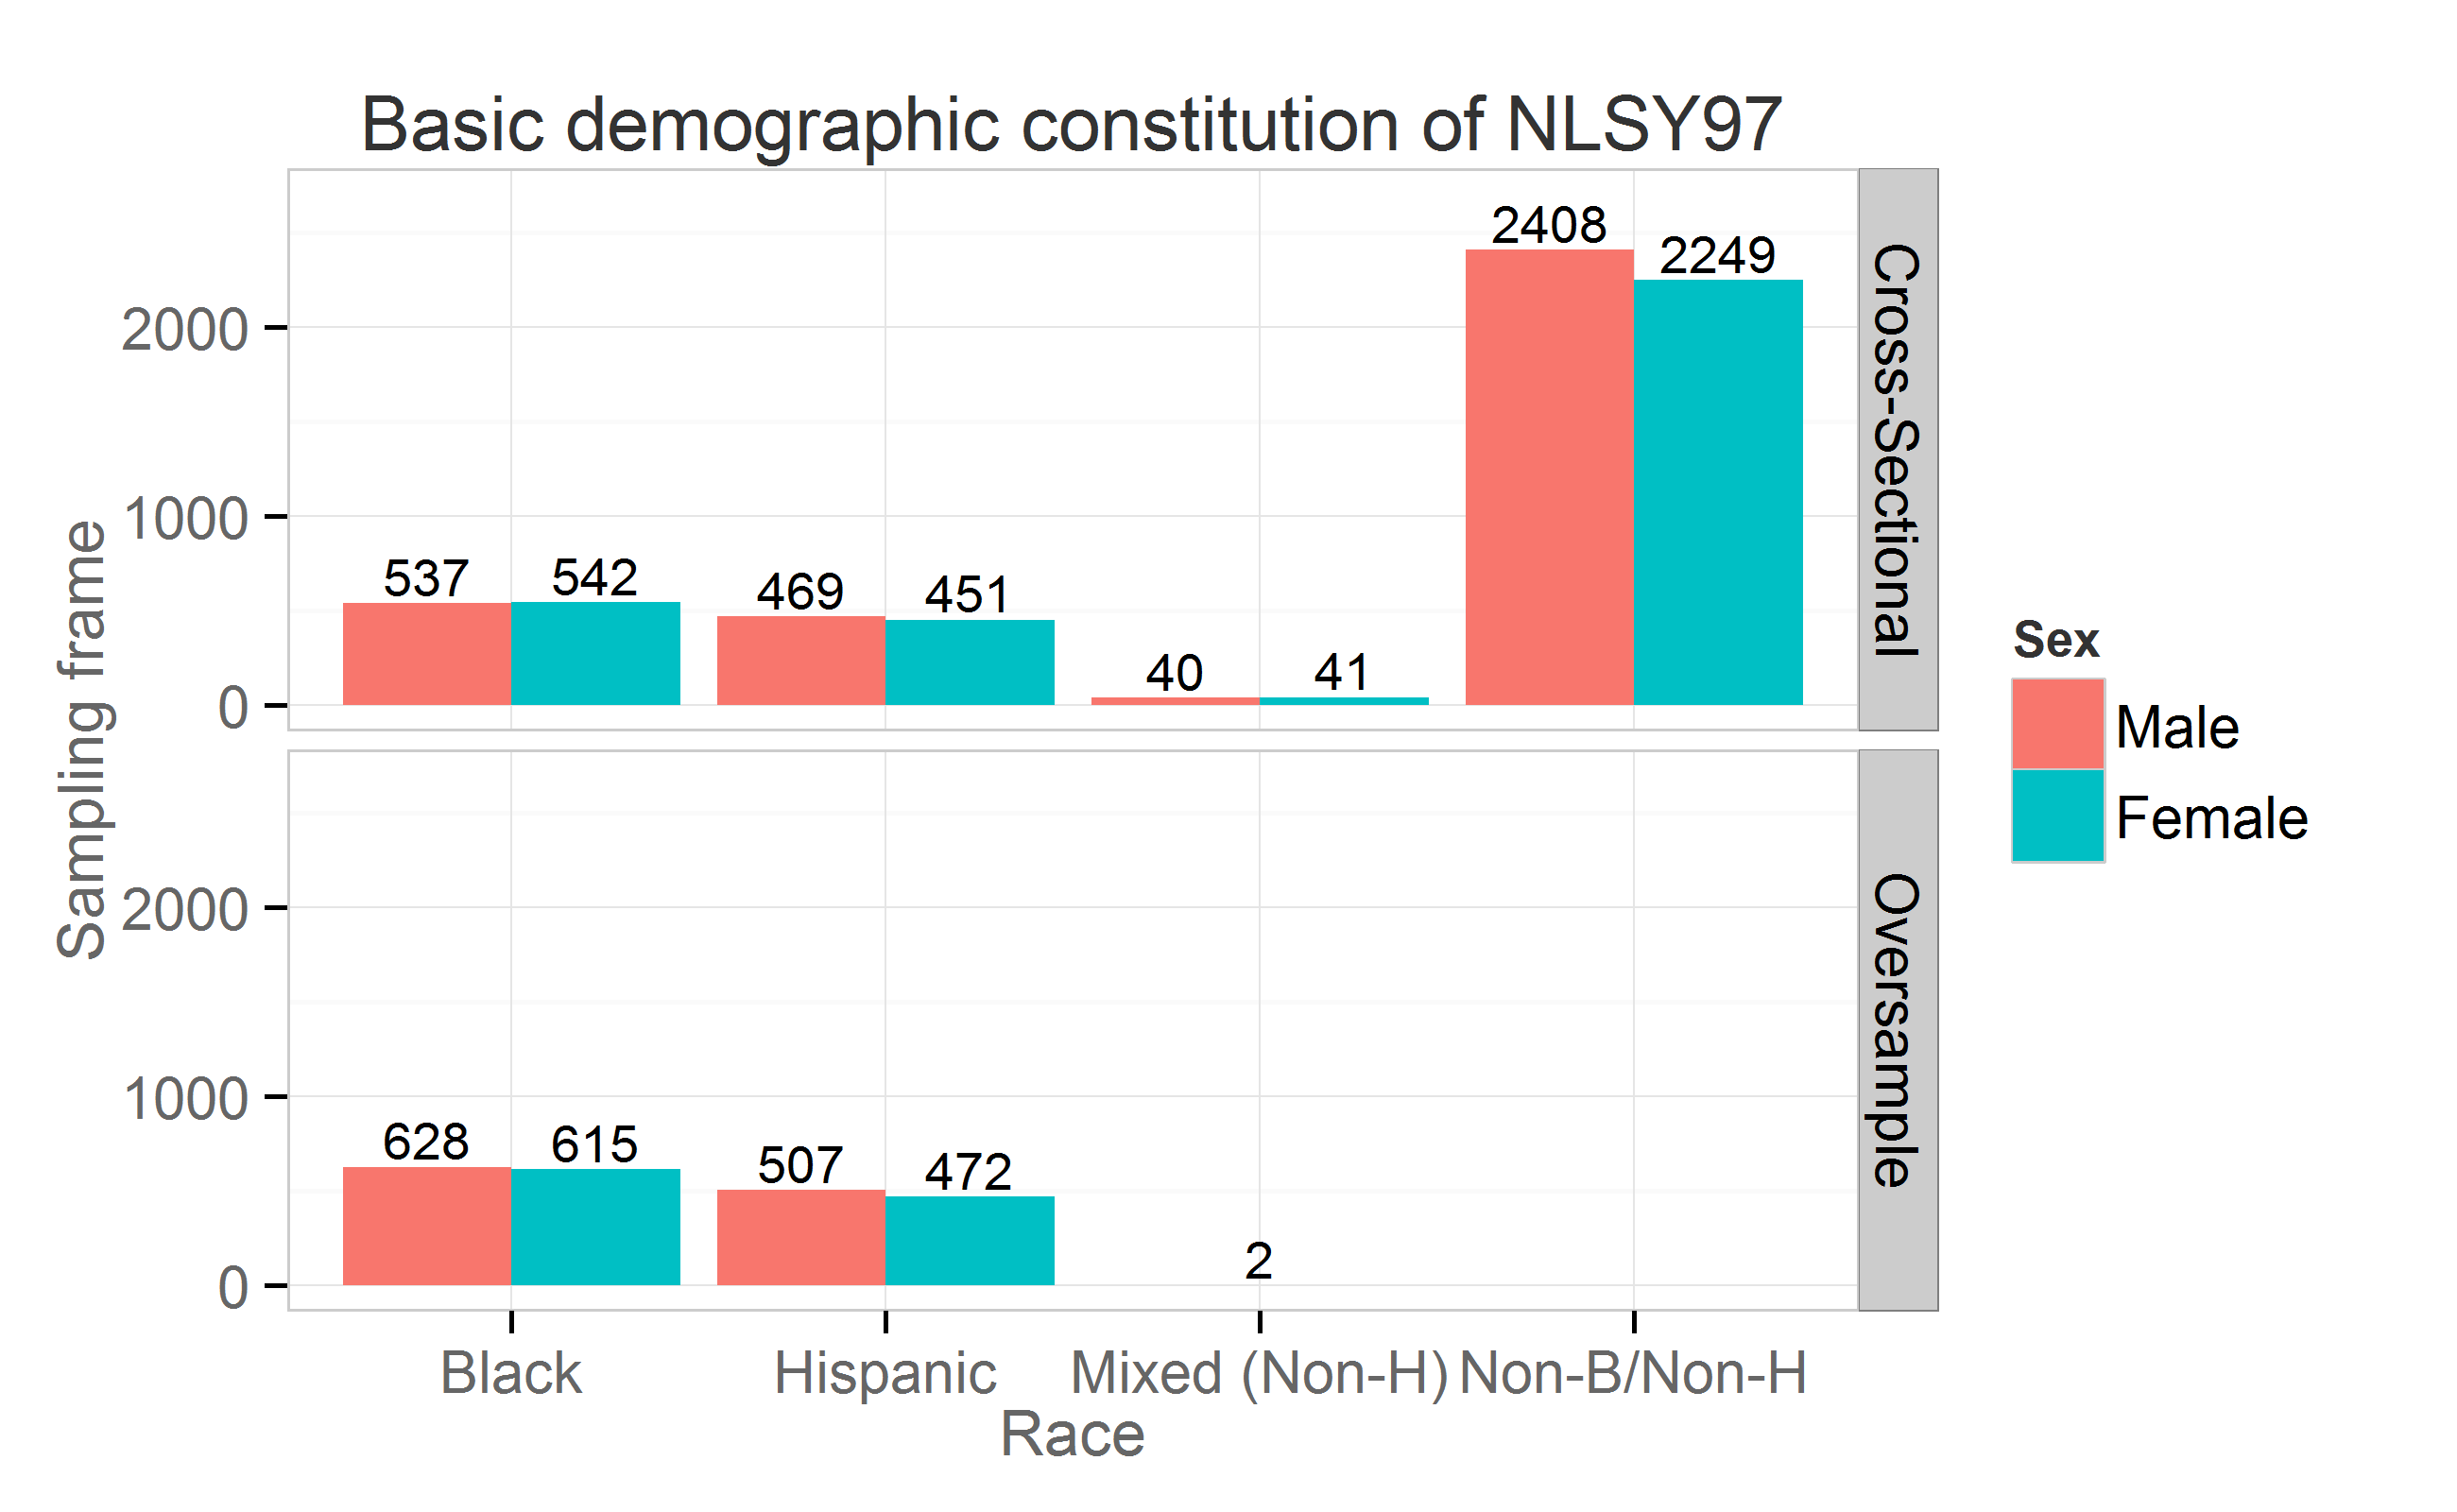 Basic demographic constitution of NLSY97
Sampling frame
2000
1000
0
537
542
469
451
40
41
2408
2249
Cross-Sectional
2000
1000
0
628
615
507
472
2
Oversample
Black
Hispanic
Mixed (Non-H)
Non-B/Non-H
Race
Sex
Male
Female